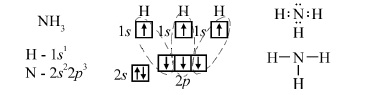 NH₃
H - 1s¹
N - 2s²2p³
H H H
1s ↑ 1s ↑ 1s ↑
2s ↑↓ ↓ ↓ ↓
2p
H:N̈:H
H
H–N–H
H